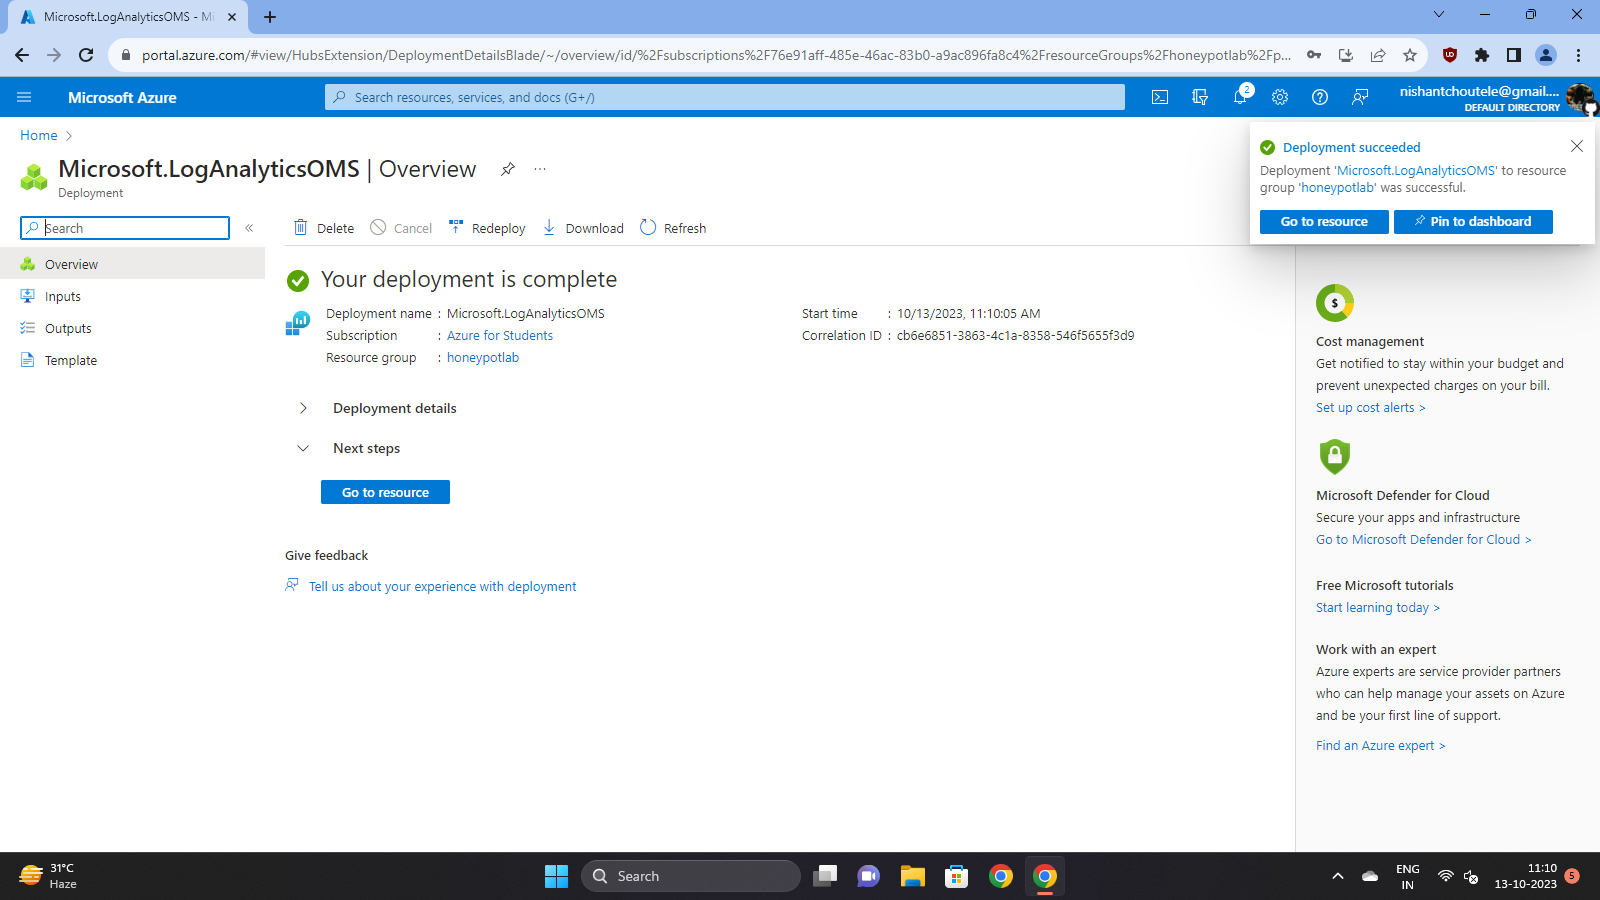 Microsoft.LogAnalyticsOMS - Mi
portal.azure.com/#view/HubsExtension/DeploymentDetailsBlade/~/overview/id/%2Fsubscriptions%2F76e91aff-485e-46ac-83b0-a9ac896fa8c4%2FresourceGroups%2Fhoneypotlab%2Fp...
Microsoft Azure
Search resources, services, and docs (G+/)
2
nishantchoutele@gmail....
DEFAULT DIRECTORY
Home
Microsoft.LogAnalyticsOMS | Overview
...
Deployment
Deployment succeeded
Deployment 'Microsoft.LogAnalyticsOMS' to resource
group 'honeypotlab' was successful.
Go to resource
Pin to dashboard
Search
«
Delete
Cancel
Redeploy
Download
Refresh
Overview
Inputs
Outputs
Template
Your deployment is complete
Deployment name : Microsoft.LogAnalyticsOMS
Subscription : Azure for Students
Resource group : honeypotlab
Start time : 10/13/2023, 11:10:05 AM
Correlation ID : cb6e6851-3863-4c1a-8358-546f5655f3d9
Deployment details
Next steps
Go to resource
Give feedback
Tell us about your experience with deployment
$
Cost management
Get notified to stay within your budget and
prevent unexpected charges on your bill.
Set up cost alerts >
Microsoft Defender for Cloud
Secure your apps and infrastructure
Go to Microsoft Defender for Cloud >
Free Microsoft tutorials
Start learning today >
Work with an expert
Azure experts are service provider partners
who can help manage your assets on Azure
and be your first line of support.
Find an Azure expert >
31°C
Haze
Search
ENG
IN
11:10
13-10-2023
5